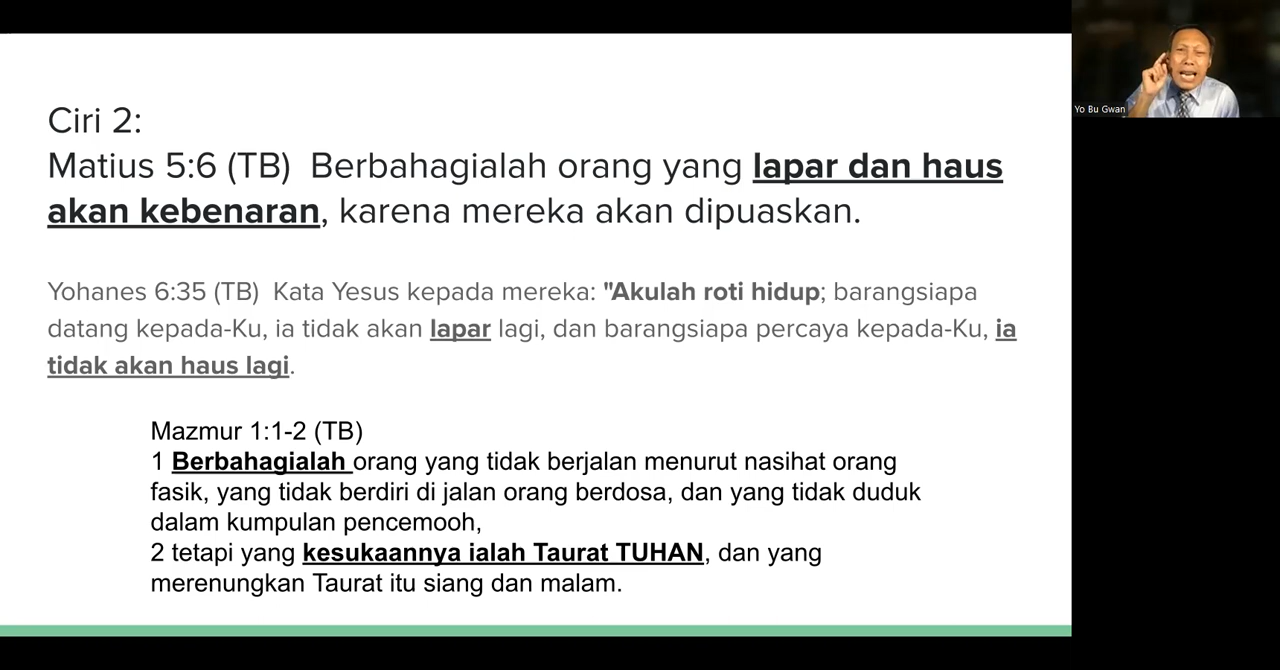 Ciri 2:
Matius 5:6 (TB)  Berbahagialah orang yang lapar dan haus
akan kebenaran, karena mereka akan dipuaskan.
Yohanes 6:35 (TB)  Kata Yesus kepada mereka: "Akulah roti hidup; barangsiapa
datang kepada-Ku, ia tidak akan lapar lagi, dan barangsiapa percaya kepada-Ku, ia
tidak akan haus lagi.
Mazmur 1:1-2 (TB)
1 Berbahagialah orang yang tidak berjalan menurut nasihat orang
fasik, yang tidak berdiri di jalan orang berdosa, dan yang tidak duduk
dalam kumpulan pencemooh,
2 tetapi yang kesukaannya ialah Taurat TUHAN, dan yang
merenungkan Taurat itu siang dan malam.
Yo Bu Gwan